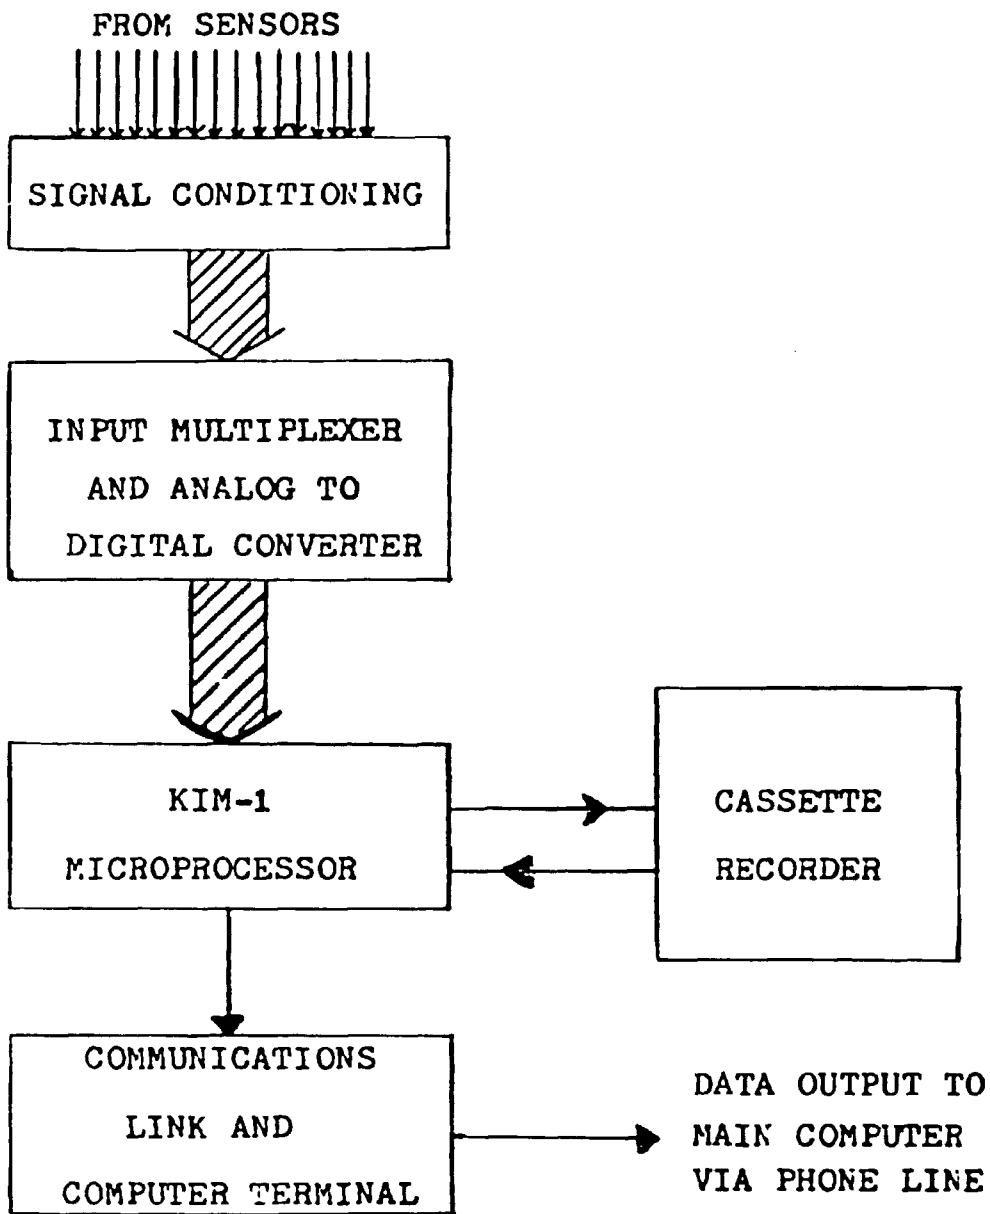 FROM SENSORS
SIGNAL CONDITIONING
INPUT MULTIPLEXER
AND ANALOG TO
DIGITAL CONVERTER
KIM-1
MICROPROCESSOR
CASSETTE
RECORDER
COMMUNICATIONS
LINK AND
COMPUTER TERMINAL
DATA OUTPUT TO
MAIN COMPUTER
VIA PHONE LINE